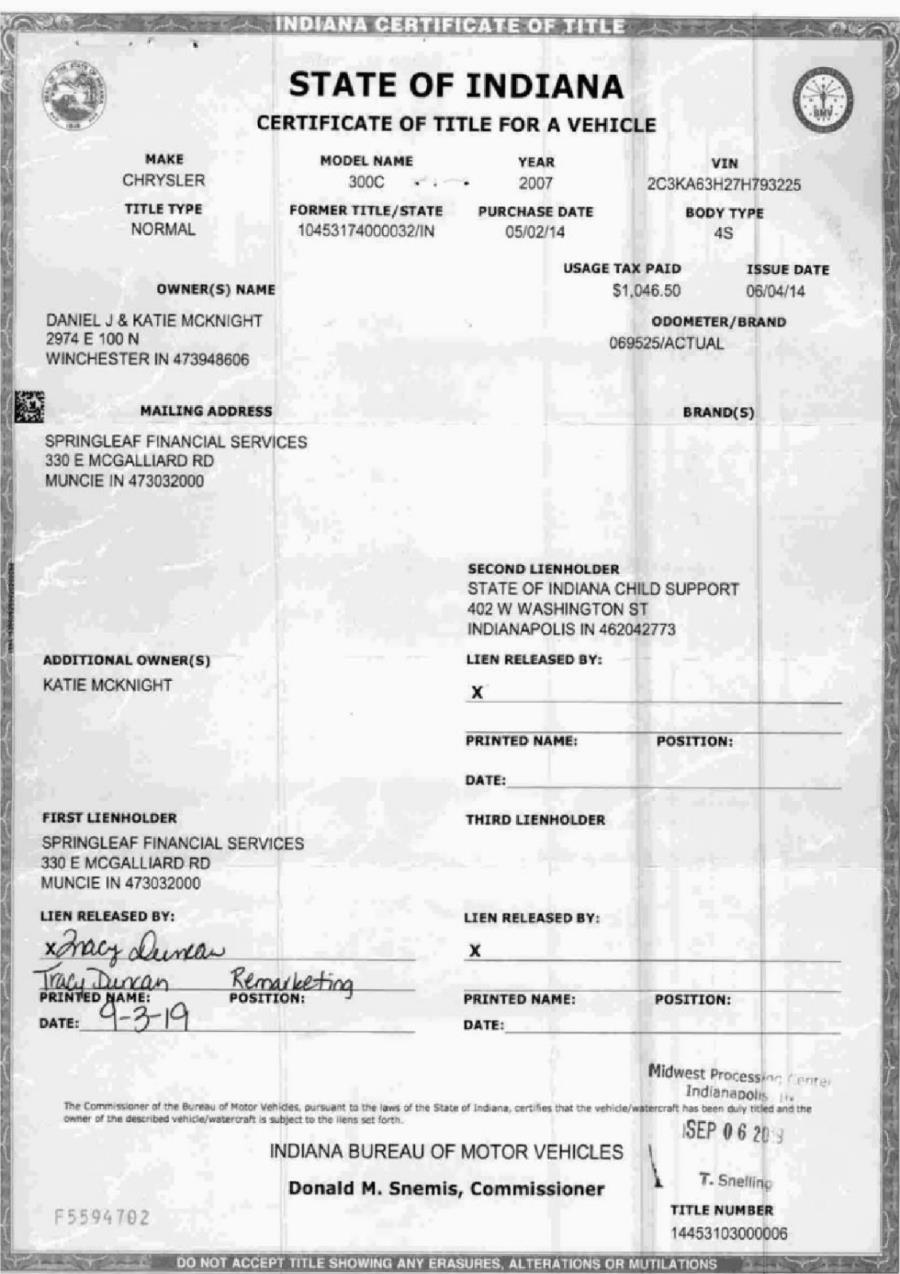 INDIANA CERTIFICATE OF TITLE
STATE OF INDIANA
CERTIFICATE OF TITLE FOR A VEHICLE
MAKE MODEL NAME YEAR VIN
CHRYSLER 300C 2007 2C3KA63H27H793225
TITLE TYPE FORMER TITLE/STATE PURCHASE DATE BODY TYPE
NORMAL 10453174000032/IN 05/02/14 4S
USAGE TAX PAID ISSUE DATE
$1,046.50 06/04/14
OWNER(S) NAME
DANIEL J & KATIE MCKNIGHT
2974 E 100 N
WINCHESTER IN 473948606
ODOMETER/BRAND
069525/ACTUAL
MAILING ADDRESS
SPRINGLEAF FINANCIAL SERVICES
330 E MCGALLIARD RD
MUNCIE IN 473032000
BRAND(S)
SECOND LIENHOLDER
STATE OF INDIANA CHILD SUPPORT
402 W WASHINGTON ST
INDIANAPOLIS IN 462042773
ADDITIONAL OWNER(S)
KATIE MCKNIGHT
LIEN RELEASED BY:
X
PRINTED NAME: POSITION:
DATE:
FIRST LIENHOLDER
SPRINGLEAF FINANCIAL SERVICES
330 E MCGALLIARD RD
MUNCIE IN 473032000
LIEN RELEASED BY:
x Tracy Duncan
Tracy Duncan Remarketing
PRINTED NAME: POSITION:
DATE: 9-3-19
THIRD LIENHOLDER
LIEN RELEASED BY:
X
PRINTED NAME: POSITION:
DATE:
Midwest Processing Center
Indianapolis
SEP 06
T. Snelling
The Commissioner of the Bureau of Motor Vehicles, pursuant to the laws of the State of Indiana, certifies that the vehicle/watercraft has been duly titled and the
owner of the described vehicle/watercraft is subject to the liens set forth.
INDIANA BUREAU OF MOTOR VEHICLES
Donald M. Snemis, Commissioner
F5594702
TITLE NUMBER
14453103000006
DO NOT ACCEPT TITLE SHOWING ANY ERASURES, ALTERATIONS OR MUTILATIONS